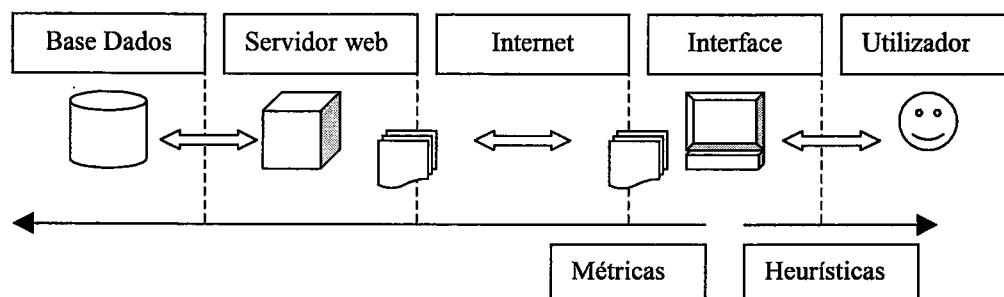 Base Dados
Servidor web
Internet
Interface
Utilizador
Métricas
Heurísticas